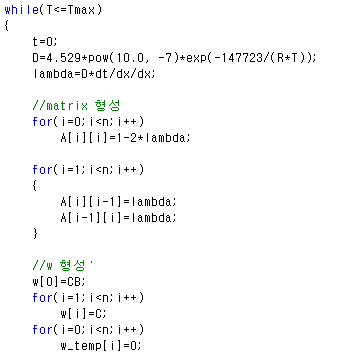 while(T<=Tmax)
{
t=0;
D=4.529*pow(10.0, -7)*exp(-147723/(R*T));
lambda=D*dt/dx/dx;
//matrix 형성
for(i=0;i<n;i++)
A[i][i]=1-2*lambda;
for(i=1;i<n;i++)
{
A[i][i-1]=lambda;
A[i-1][i]=lambda;
}
//w 형성`
w[0]=CB;
for(i=1;i<n;i++)
w[i]=C;
for(i=0;i<n;i++)
w_temp[i]=0;